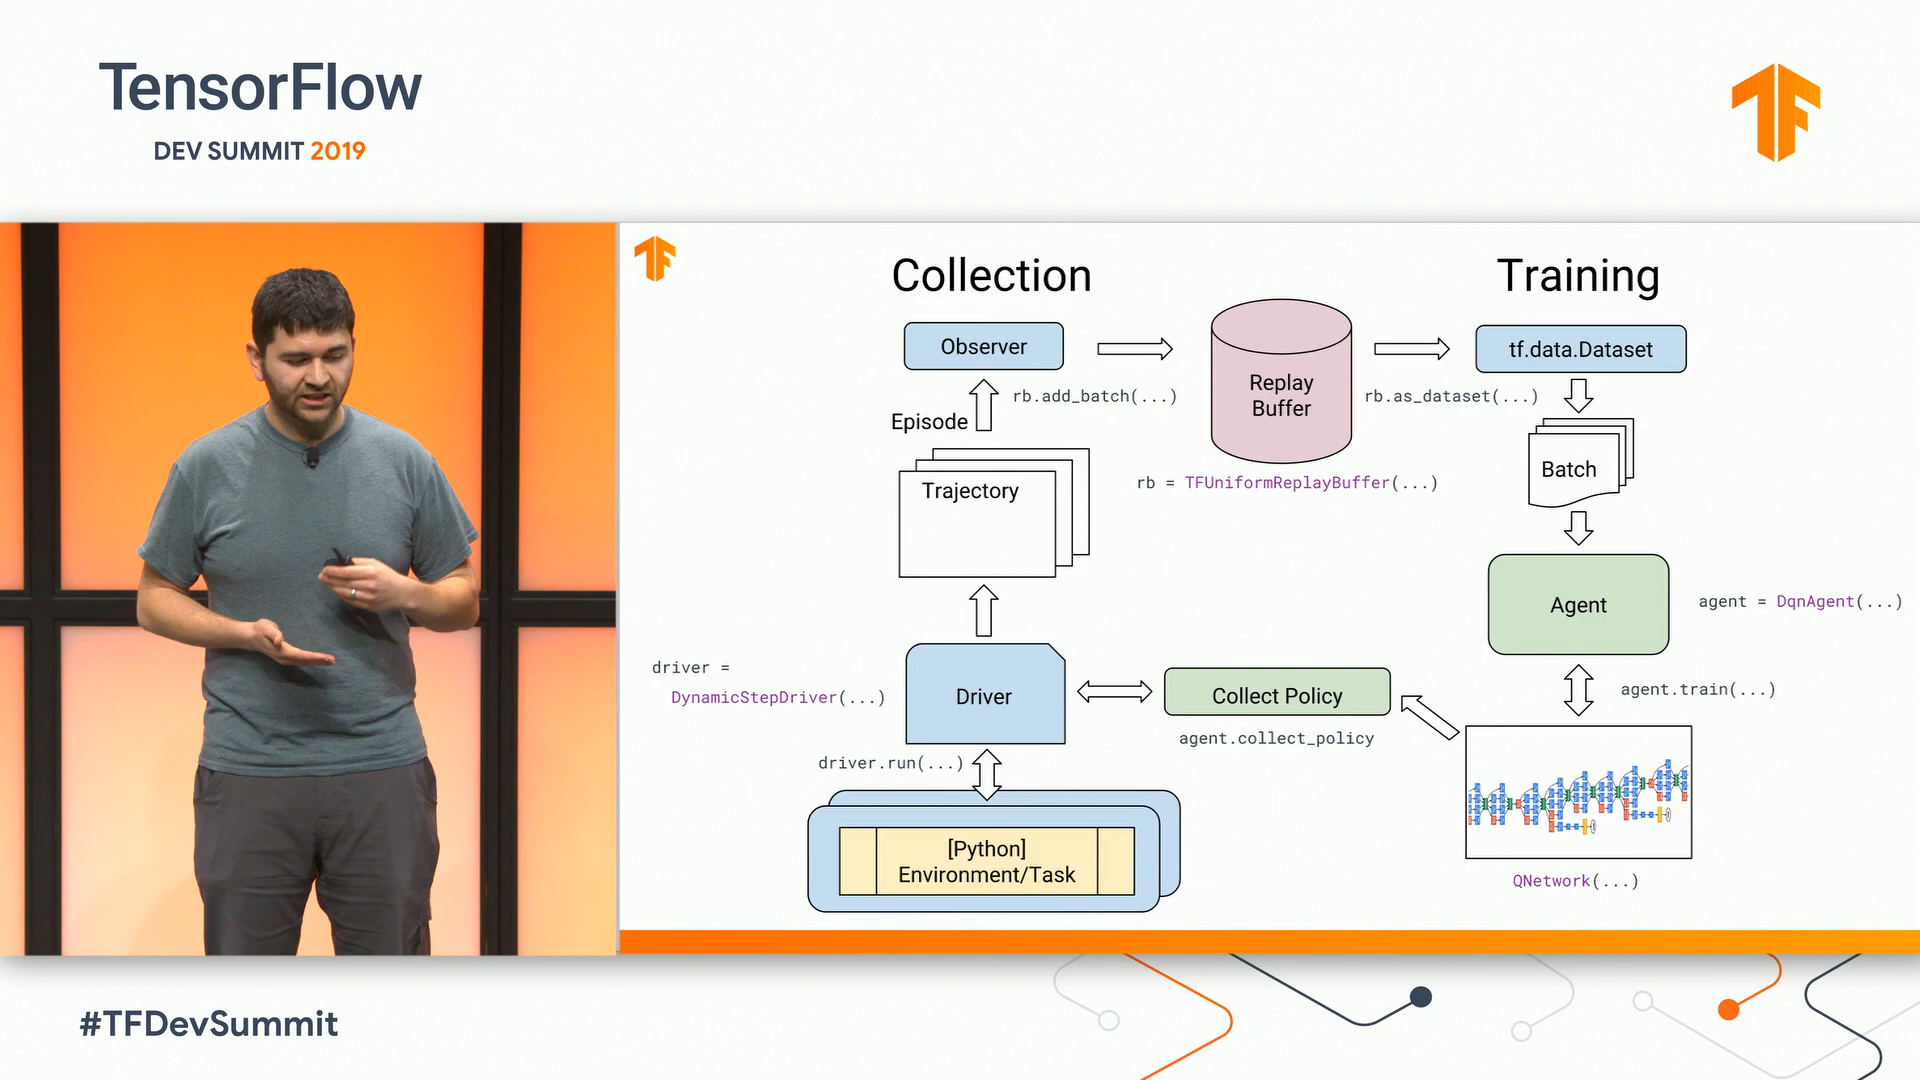 TensorFlow
DEV SUMMIT 2019
Collection
Training
Observer
rb.add_batch(...)
Replay
Buffer
rb.as_dataset(...)
tf.data.Dataset
Episode
Trajectory
rb = TFUniformReplayBuffer(...)
Batch
Agent
agent = DqnAgent(...)
driver =
DynamicStepDriver(...)
Driver
Collect Policy
agent.collect_policy
agent.train(...)
driver.run(...)
[Python]
Environment/Task
QNetwork(...)
#TFDevSummit